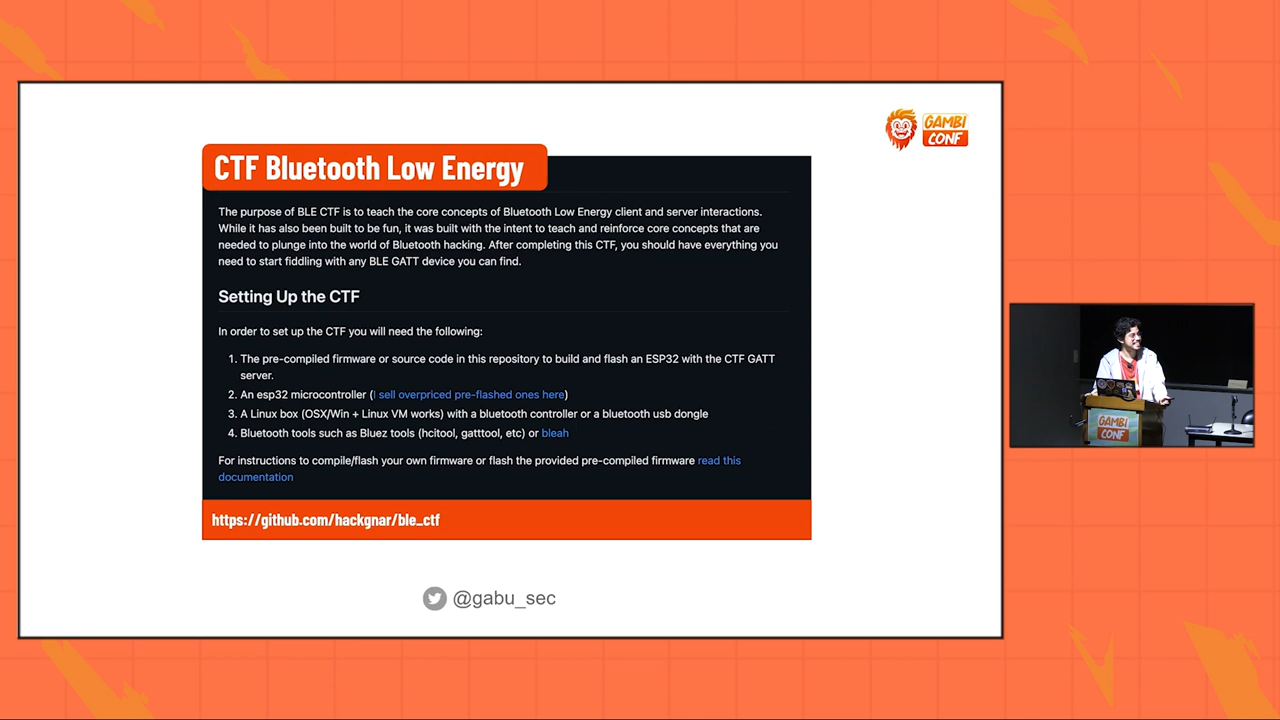 GAMBI
CONF
CTF Bluetooth Low Energy
The purpose of BLE CTF is to teach the core concepts of Bluetooth Low Energy client and server interactions.
While it has also been built to be fun, it was built with the intent to teach and reinforce core concepts that are
needed to plunge into the world of Bluetooth hacking. After completing this CTF, you should have everything you
need to start fiddling with any BLE GATT device you can find.
Setting Up the CTF
In order to set up the CTF you will need the following:
1. The pre-compiled firmware or source code in this repository to build and flash an ESP32 with the CTF GATT
server.
2. An esp32 microcontroller (I sell overpriced pre-flashed ones here)
3. A Linux box (OSX/Win + Linux VM works) with a bluetooth controller or a bluetooth usb dongle
4. Bluetooth tools such as Bluez tools (hcitool, gatttool, etc) or bleah
For instructions to compile/flash your own firmware or flash the provided pre-compiled firmware read this
documentation
https://github.com/hackgnar/ble_ctf
@gabu_sec
GAMBI
CONF